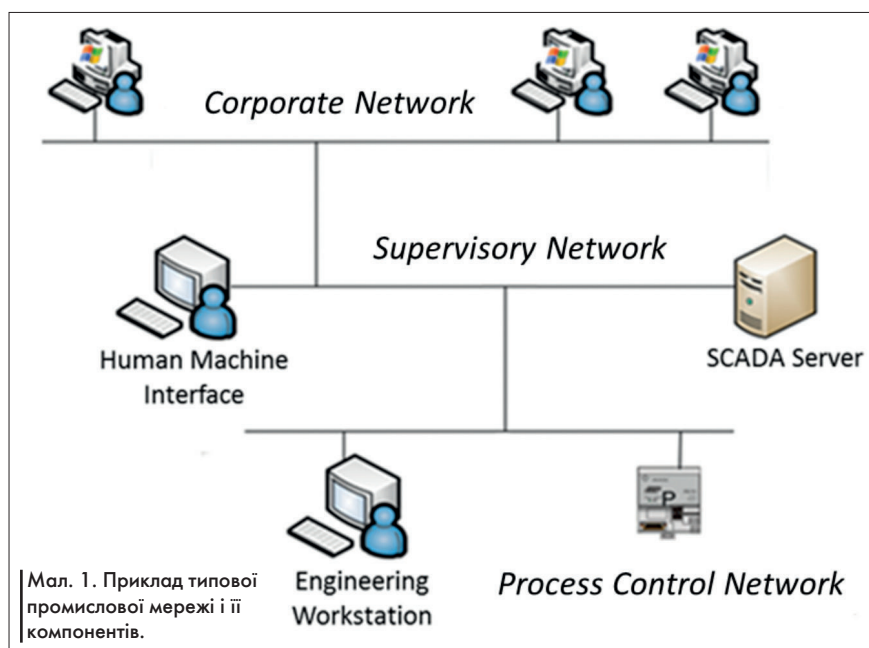 Corporate Network
Supervisory Network
Human Machine
Interface
SCADA Server
Engineering
Workstation
Process Control Network
Мал. 1. Приклад типової
промислової мережі і її
компонентів.